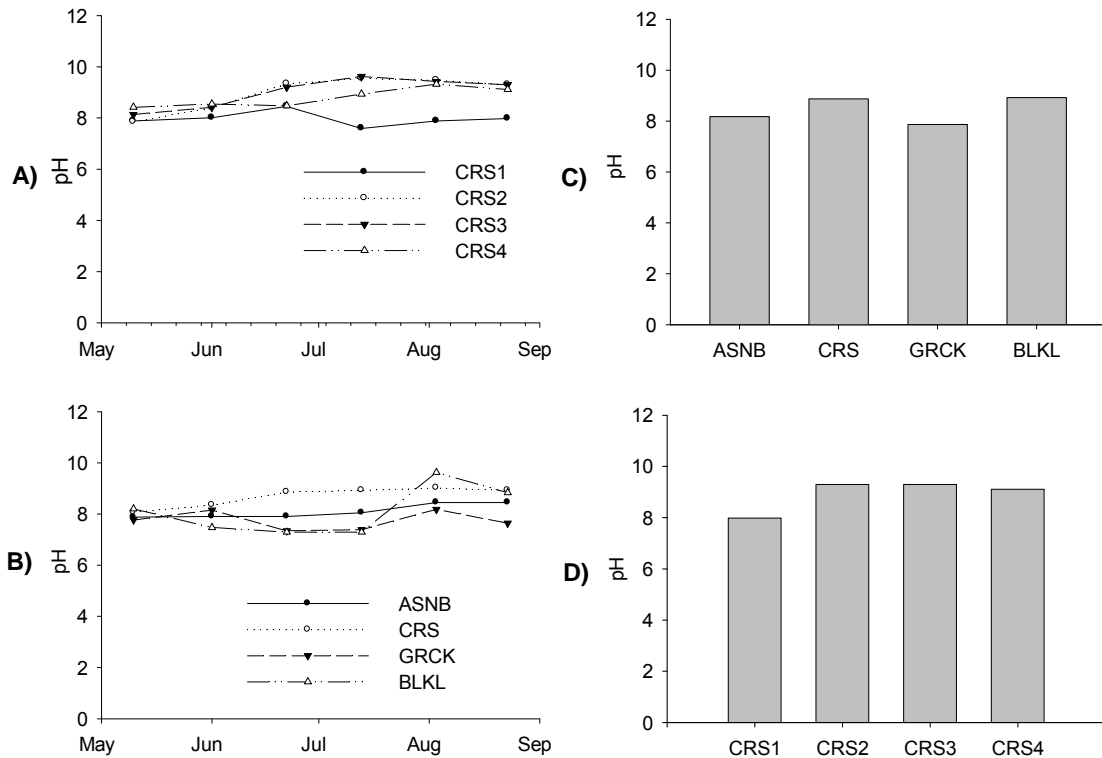 A)
pH
12
10
8
6
4
2
0
May
Jun
Jul
Aug
Sep
CRS1
CRS2
CRS3
CRS4
C)
pH
12
10
8
6
4
2
0
ASNB
CRS
GRCK
BLKL
B)
pH
12
10
8
6
4
2
0
May
Jun
Jul
Aug
Sep
ASNB
CRS
GRCK
BLKL
D)
pH
12
10
8
6
4
2
0
CRS1
CRS2
CRS3
CRS4